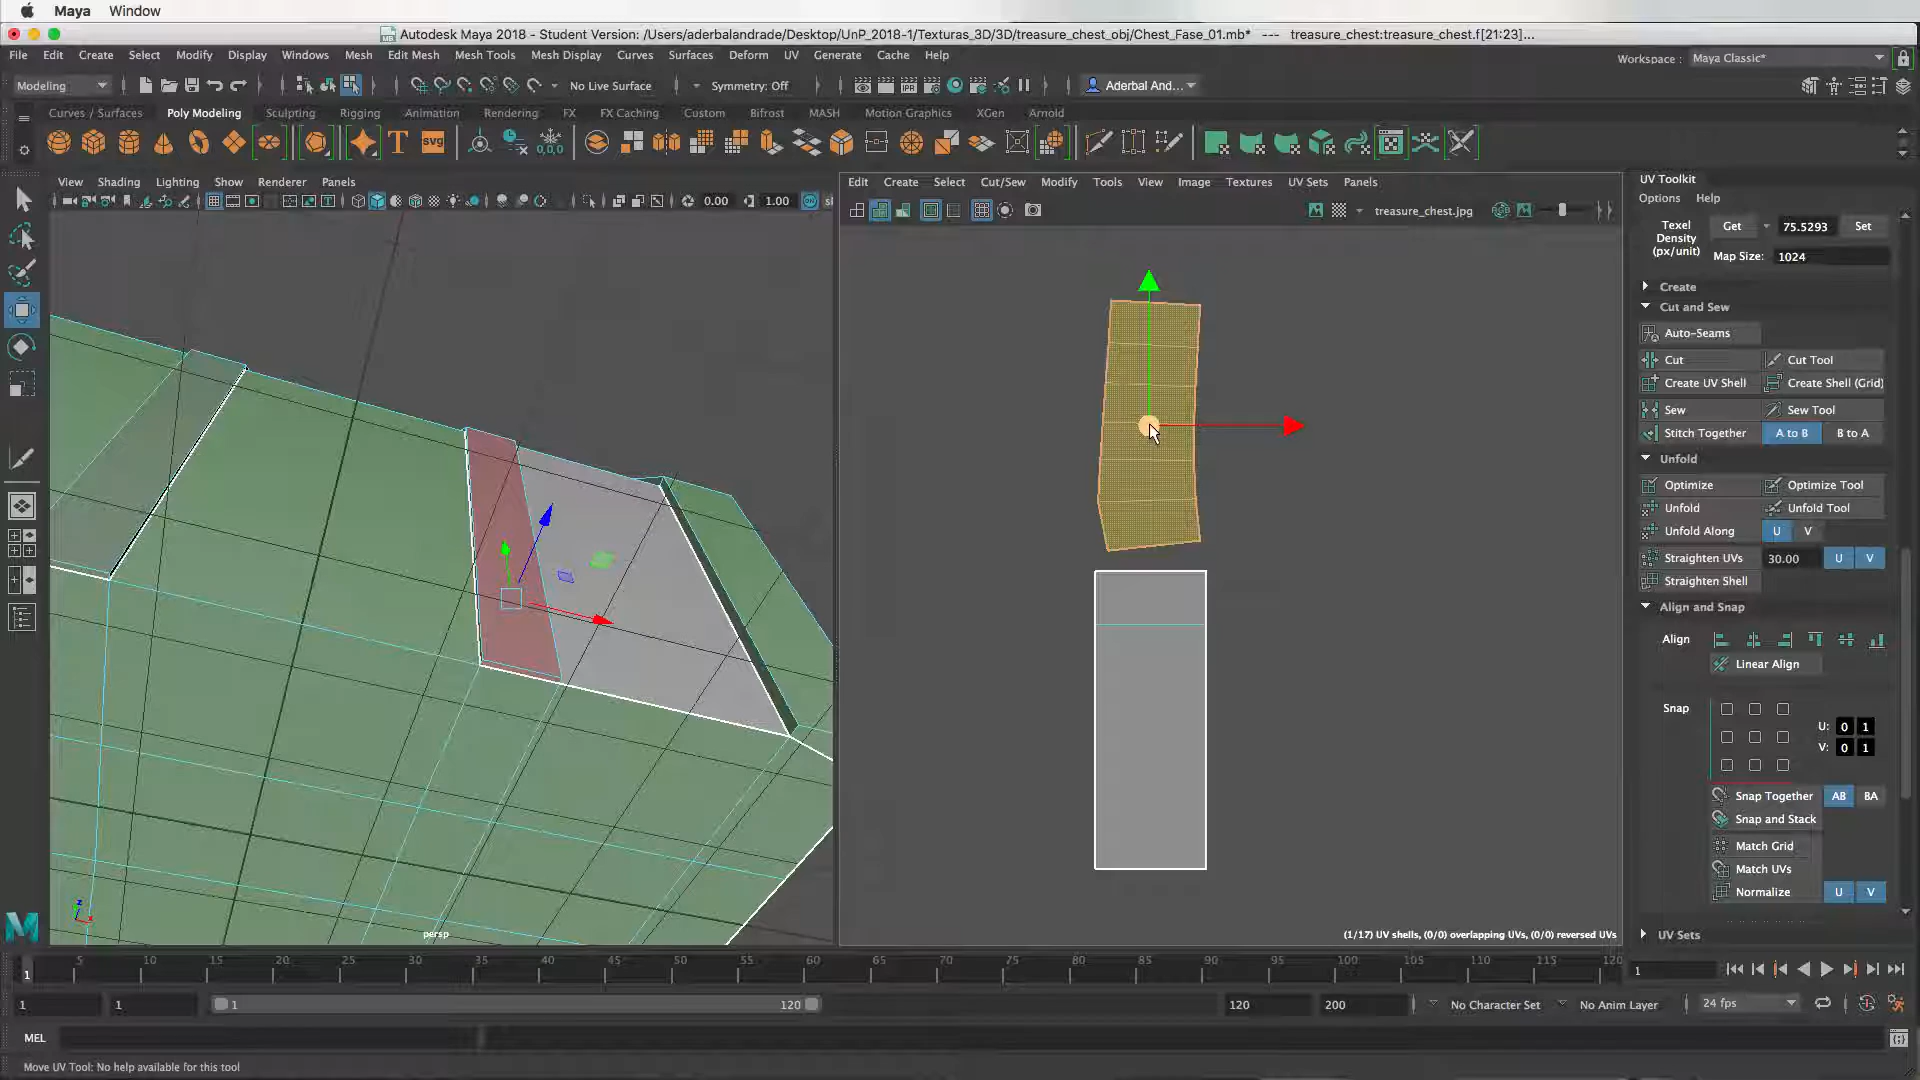 Maya Window
Autodesk Maya 2018 - Student Version: /Users/aderbalandrade/Desktop/UnP_2018-1/Texturas_3D/3D/treasure_chest_obj/Chest_Fase_01.mb* --- treasure_chest:treasure_chest.f[21:23]...
File Edit Create Select Modify Display Windows Mesh Edit Mesh Mesh Tools Mesh Display Curves Surfaces Deform UV Generate Cache Help Workspace : Maya Classic*
Modeling No Live Surface Symmetry: Off Aderbal And...
Curves / Surfaces Poly Modeling Sculpting Rigging Animation Rendering FX FX Caching Custom Bifrost MASH Motion Graphics XGen Arnold
View Shading Lighting Show Renderer Panels
0.00 1.00
Edit Create Select Cut/Sew Modify Tools View Image Textures UV Sets Panels
treasure_chest.jpg
UV Toolkit
Options Help
Texel Density (px/unit) Get 75.5293 Set
Map Size: 1024
Create
Cut and Sew
Auto-Seams
Cut Cut Tool
Create UV Shell Create Shell (Grid)
Sew Sew Tool
Stitch Together A to B B to A
Unfold
Optimize Optimize Tool
Unfold Unfold Tool
Unfold Along U V
Straighten UVs 30.00 U V
Straighten Shell
Align and Snap
Align
Linear Align
Snap
U: 0 1
V: 0 1
Snap Together AB BA
Snap and Stack
Match Grid
Match UVs
Normalize U V
UV Sets
persp
(1/17) UV shells, (0/0) overlapping UVs, (0/0) reversed UVs
1 5 10 15 20 25 30 35 40 45 50 55 60 65 70 75 80 85 90 95 100 105 110 115 120 1
1 1 1 120 120 200 No Character Set No Anim Layer 24 fps
MEL
Move UV Tool: No help available for this tool